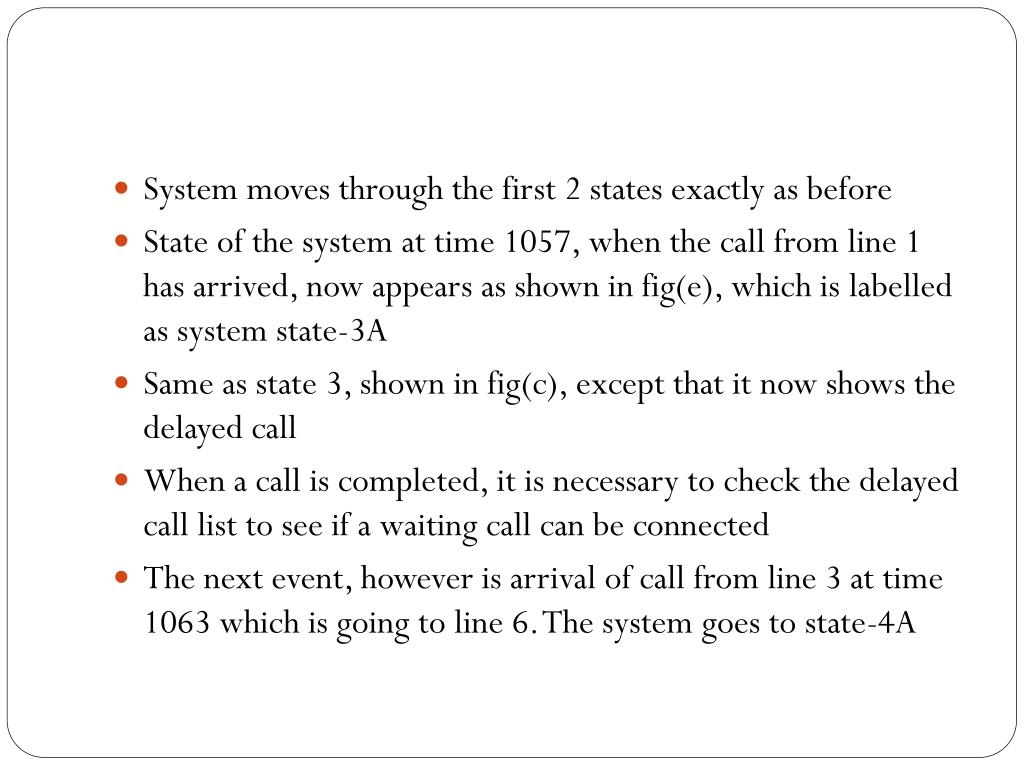 • System moves through the first 2 states exactly as before
• State of the system at time 1057, when the call from line 1
has arrived, now appears as shown in fig(e), which is labelled
as system state-3A
• Same as state 3, shown in fig(c), except that it now shows the
delayed call
• When a call is completed, it is necessary to check the delayed
call list to see if a waiting call can be connected
• The next event, however is arrival of call from line 3 at time
1063 which is going to line 6. The system goes to state-4A